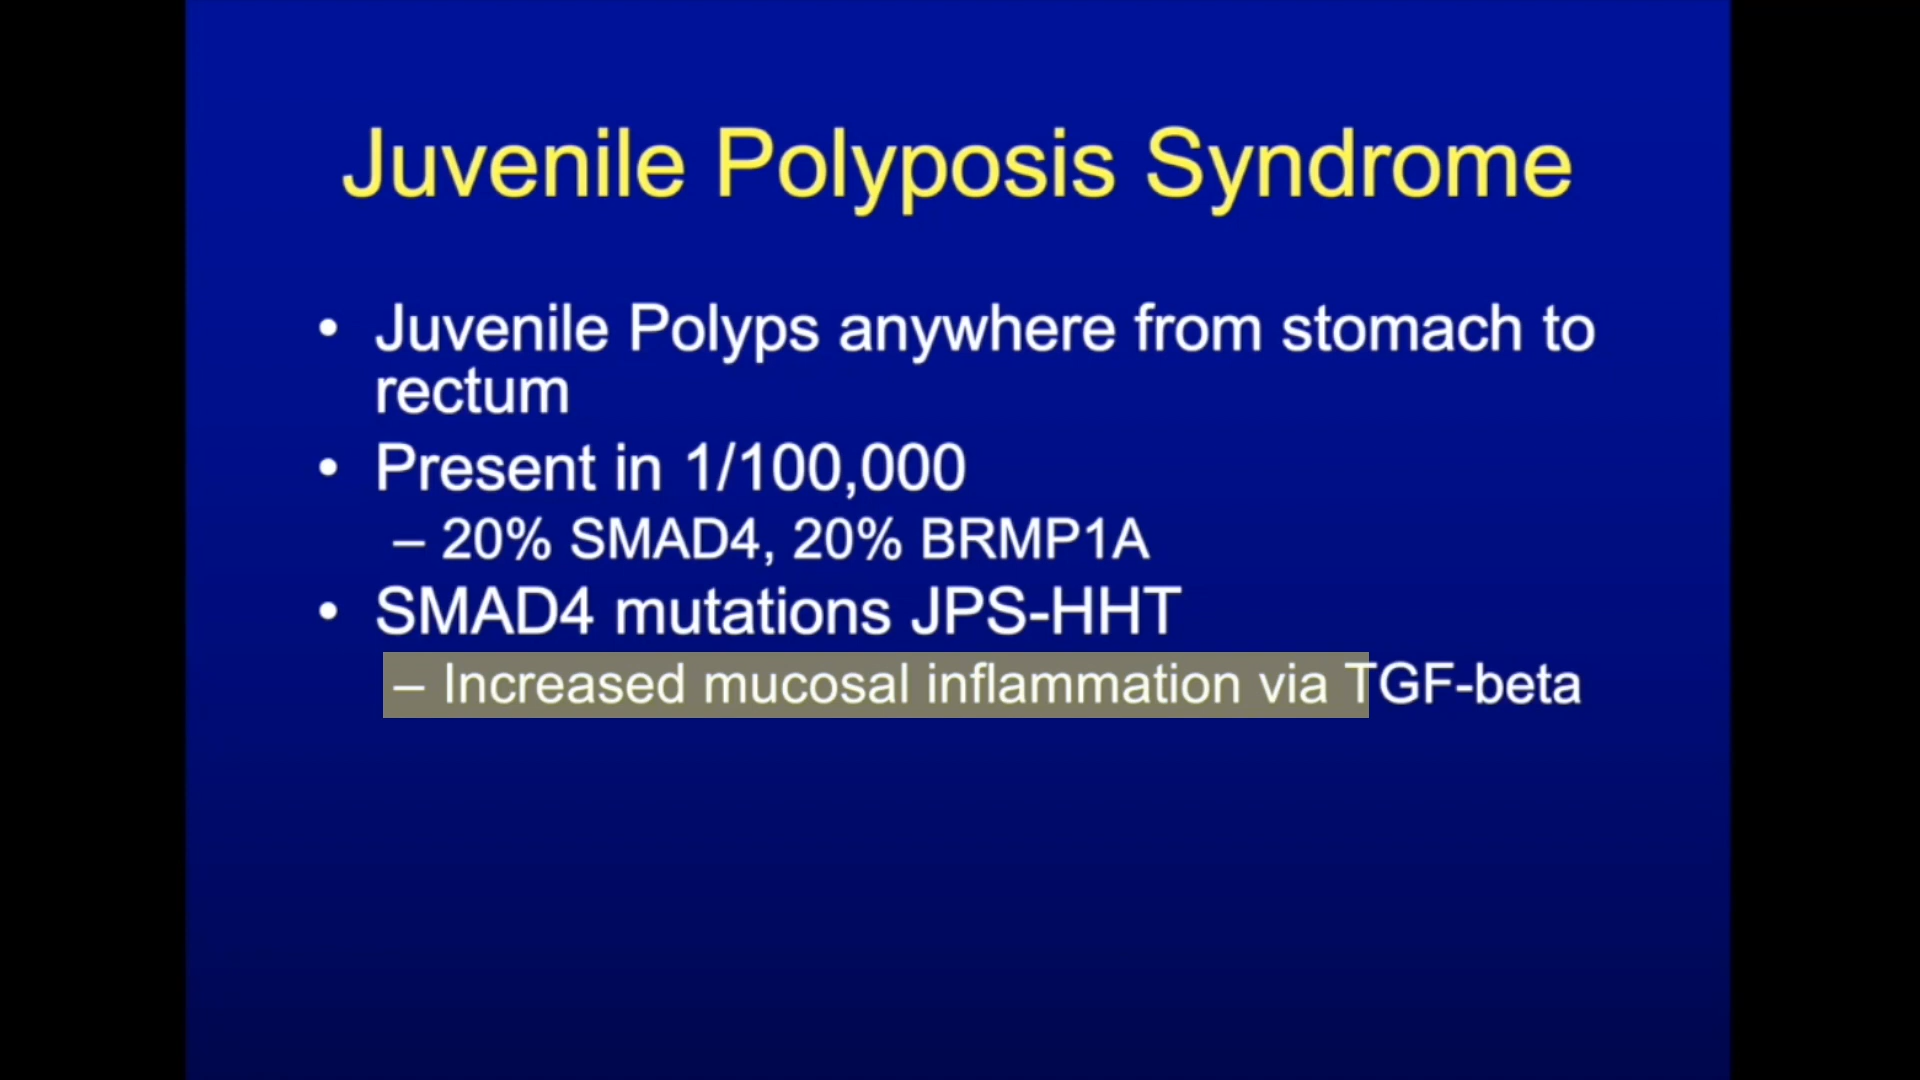 Juvenile Polyposis Syndrome
• Juvenile Polyps anywhere from stomach to
rectum
• Present in 1/100,000
– 20% SMAD4, 20% BRMP1A
• SMAD4 mutations JPS-HHT
– Increased mucosal inflammation via TGF-beta